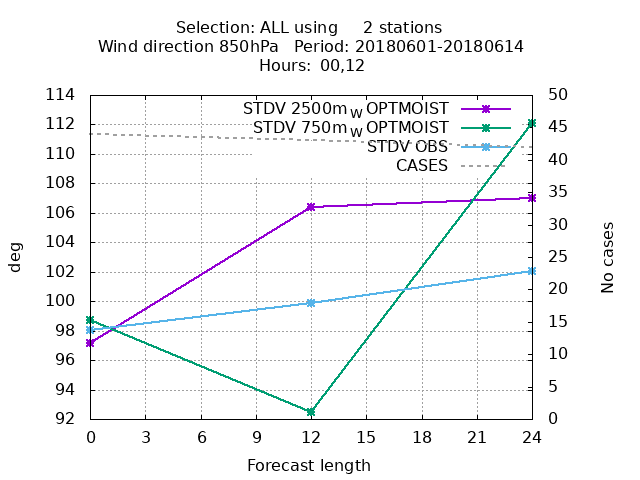 Selection: ALL using     2 stations
Wind direction 850hPa   Period: 20180601-20180614
Hours:  00,12
114
112
110
108
106
104
102
100
98
96
94
92
deg
50
45
40
35
30
25
20
15
10
5
0
No cases
STDV 2500m_W OPTMOIST
STDV 750m_W OPTMOIST
STDV OBS
CASES
0 3 6 9 12 15 18 21 24
Forecast length